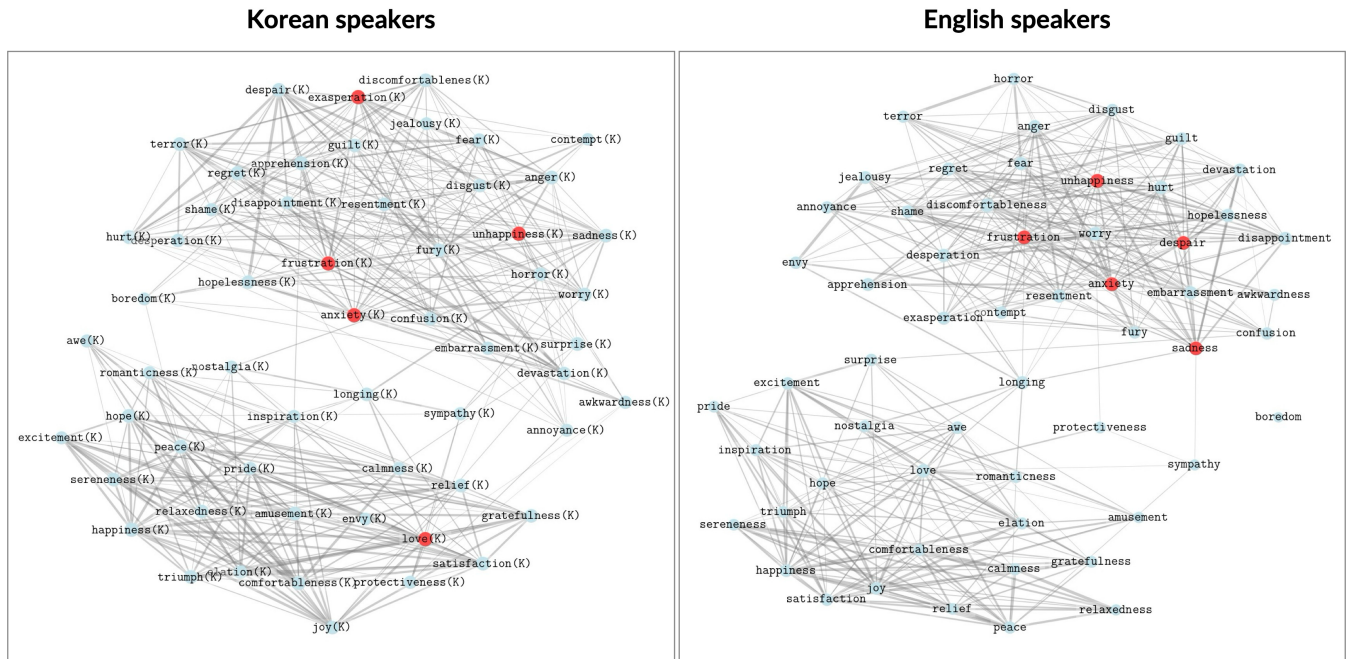 Korean speakers
English speakers
discomfortablenes(K)
despair(K)
exasperation(K)
jealousy(K)
terror(K)
guilt(K)
fear(K)
contempt(K)
apprehension(K)
regret(K)
disgust(K)
anger(K)
shame(K)
disappointment(K)
resentment(K)
hurt(K)
desperation(K)
unhappiness(K)
sadness(K)
fury(K)
frustration(K)
hopelessness(K)
horror(K)
boredom(K)
worry(K)
anxiety(K)
confusion(K)
awe(K)
embarrassment(K)
surprise(K)
romanticness(K)
nostalgia(K)
devastation(K)
longing(K)
awkwardness(K)
hope(K)
inspiration(K)
sympathy(K)
annoyance(K)
excitement(K)
peace(K)
pride(K)
calmness(K)
sereneness(K)
relief(K)
relaxedness(K)
amusement(K)
envy(K)
gratefulness(K)
happiness(K)
love(K)
satisfaction(K)
triumph(K)
elation(K)
comfortableness(K)
protectiveness(K)
joy(K)
horror
terror
disgust
anger
guilt
regret
fear
devastation
jealousy
unhappiness
hurt
annoyance
shame
discomfortableness
hopelessness
frustration
worry
despair
disappointment
envy
desperation
apprehension
anxiety
resentment
embarrassment
awkwardness
exasperation
contempt
fury
confusion
sadness
surprise
excitement
longing
pride
nostalgia
awe
protectiveness
boredom
inspiration
love
romanticness
sympathy
hope
triumph
sereneness
elation
amusement
comfortableness
happiness
calmness
gratefulness
joy
satisfaction
relief
relaxedness
peace